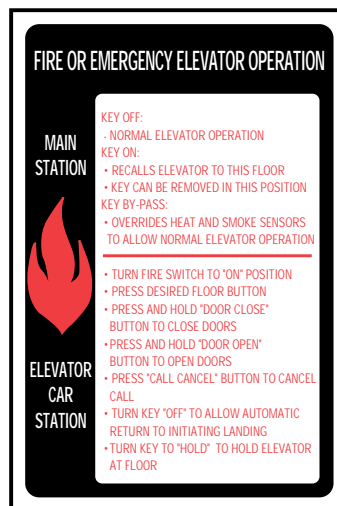 FIRE OR EMERGENCY ELEVATOR OPERATION
MAIN
STATION
KEY OFF:
- NORMAL ELEVATOR OPERATION
KEY ON:
• RECALLS ELEVATOR TO THIS FLOOR
• KEY CAN BE REMOVED IN THIS POSITION
KEY BY-PASS:
• OVERRIDES HEAT AND SMOKE SENSORS
TO ALLOW NORMAL ELEVATOR OPERATION
ELEVATOR
CAR
STATION
• TURN FIRE SWITCH TO "ON" POSITION
• PRESS DESIRED FLOOR BUTTON
• PRESS AND HOLD "DOOR CLOSE"
BUTTON TO CLOSE DOORS
•PRESS AND HOLD "DOOR OPEN"
BUTTON TO OPEN DOORS
• PRESS "CALL CANCEL" BUTTON TO CANCEL
CALL
• TURN KEY "OFF" TO ALLOW AUTOMATIC
RETURN TO INITIATING LANDING
•TURN KEY TO "HOLD" TO HOLD ELEVATOR
AT FLOOR